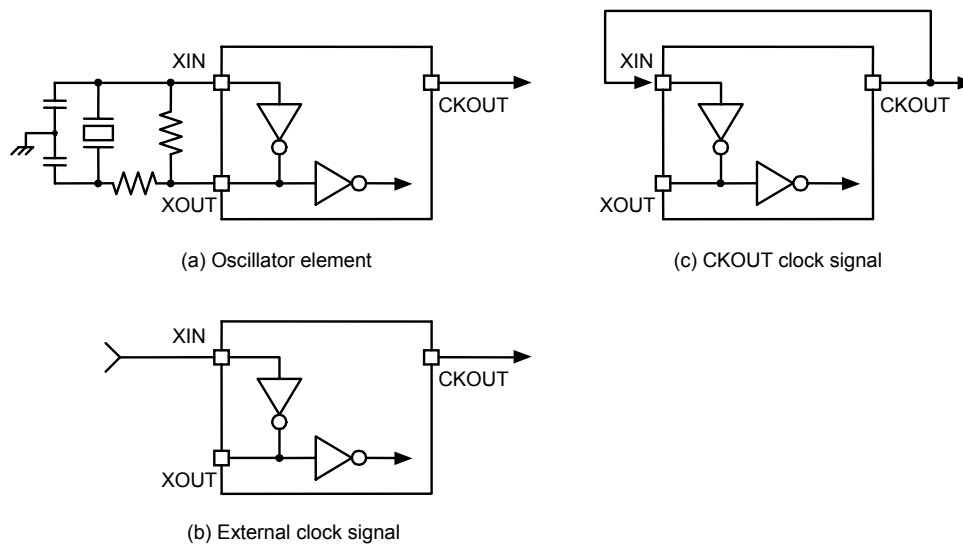 XIN
CKOUT
XOUT
(a) Oscillator element
XIN
CKOUT
XOUT
(c) CKOUT clock signal
XIN
CKOUT
XOUT
(b) External clock signal